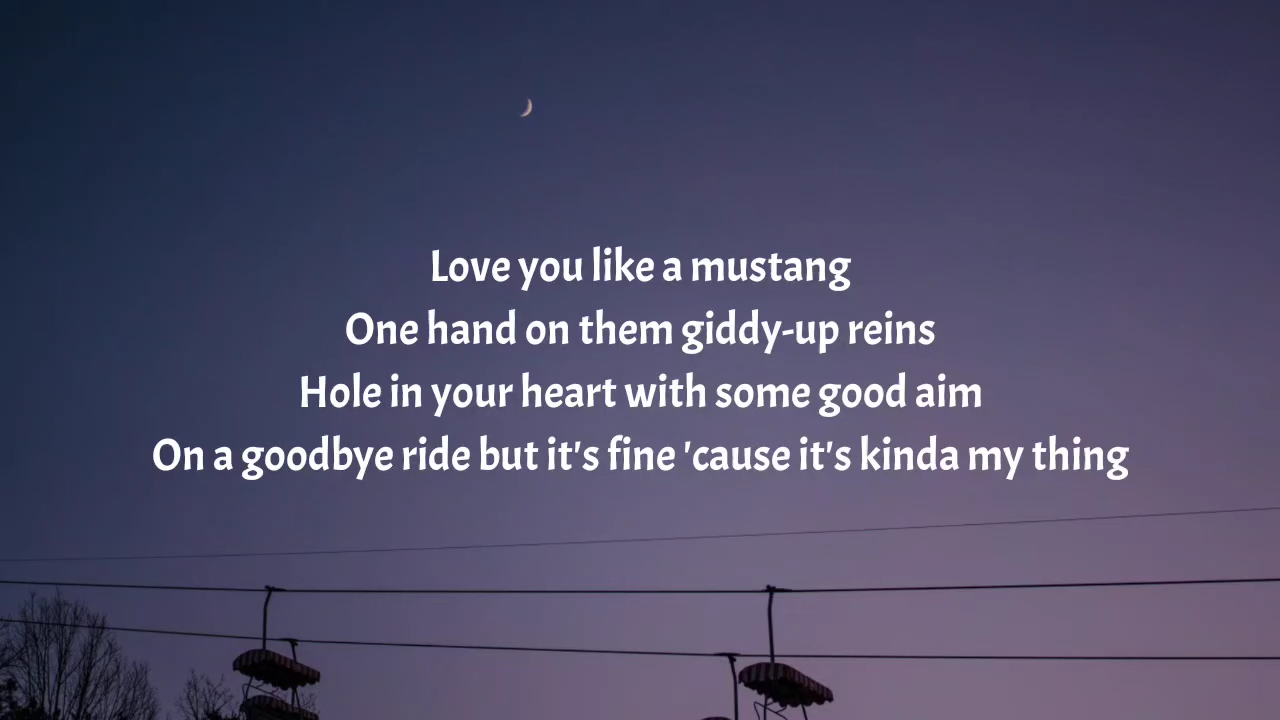 Love you like a mustang
One hand on them giddy-up reins
Hole in your heart with some good aim
On a goodbye ride but it's fine 'cause it's kinda my thing